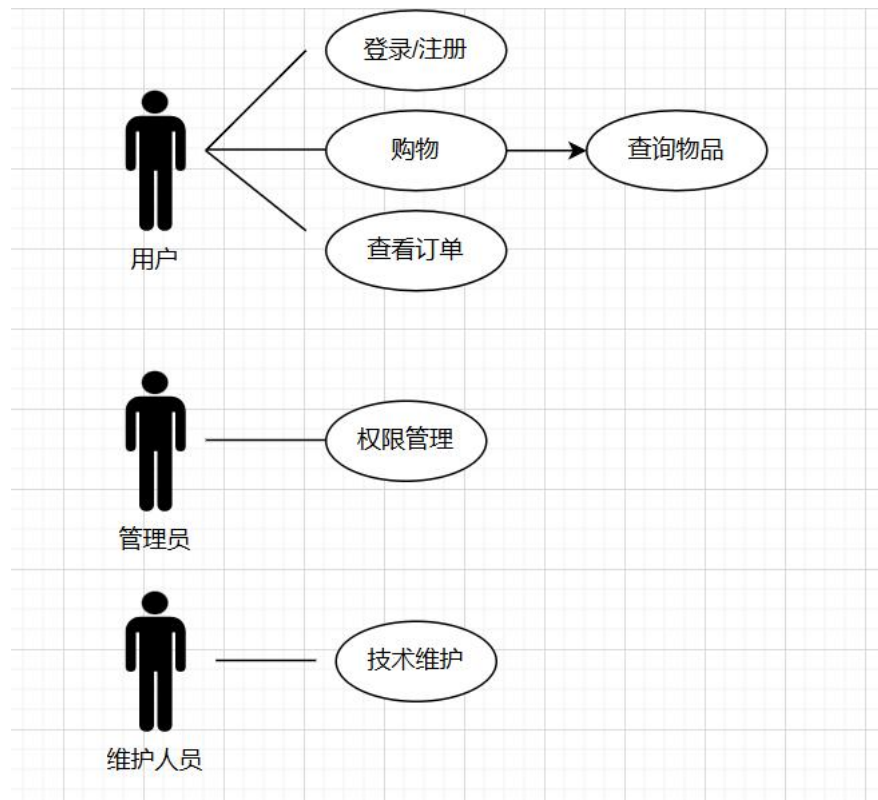 登录/注册
购物
查询物品
查看订单
用户
权限管理
管理员
技术维护
维护人员